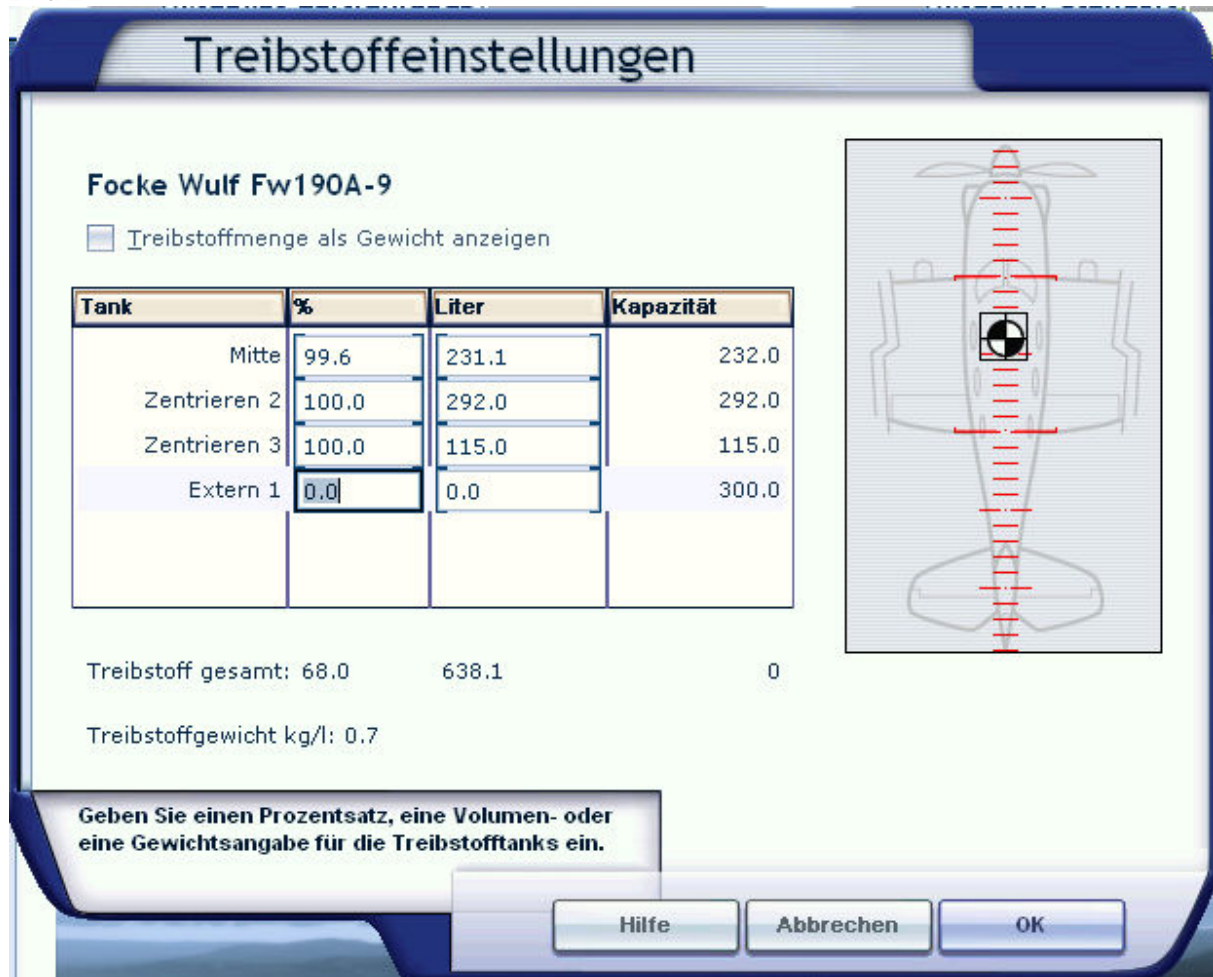 Treibstoffeinstellungen
Focke Wulf Fw190A-9
Treibstoffmenge als Gewicht anzeigen
Tank % Liter Kapazität
Mitte 99.6 231.1 232.0
Zentrieren 2 100.0 292.0 292.0
Zentrieren 3 100.0 115.0 115.0
Extern 1 0.0 0.0 300.0
Treibstoff gesamt: 68.0 638.1 0
Treibstoffgewicht kg/l: 0.7
Geben Sie einen Prozentsatz, eine Volumen- oder
eine Gewichtsangabe für die Treibstofftanks ein.
Hilfe Abbrechen OK